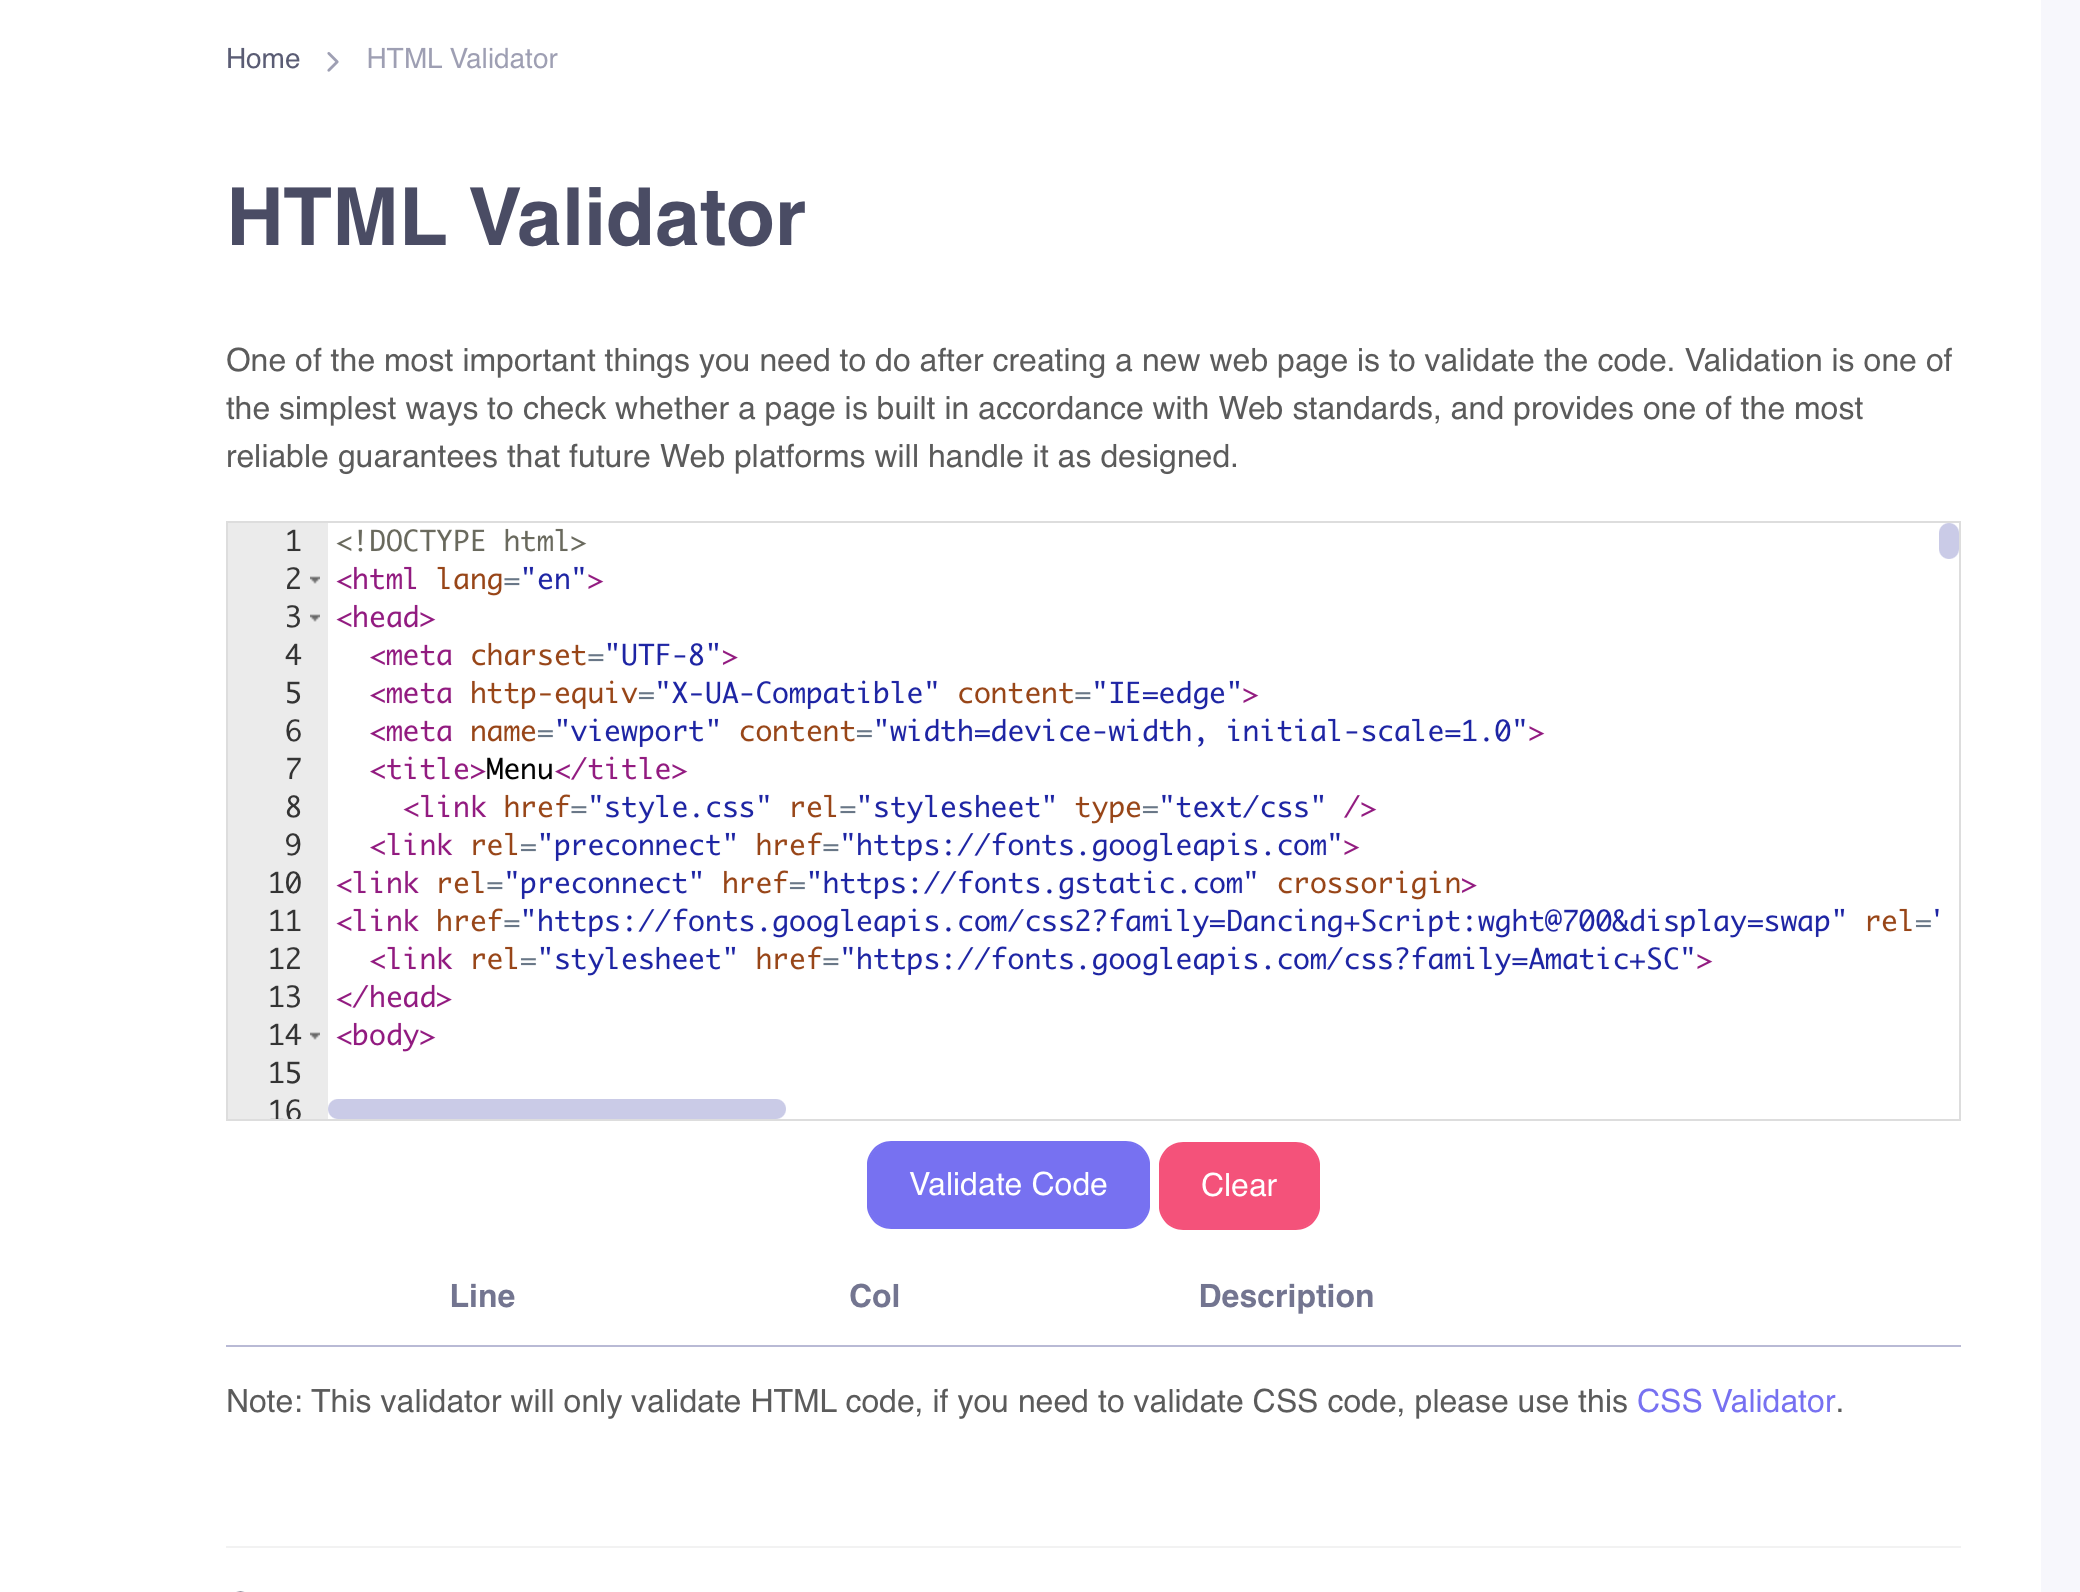 Home > HTML Validator
HTML Validator
One of the most important things you need to do after creating a new web page is to validate the code. Validation is one of
the simplest ways to check whether a page is built in accordance with Web standards, and provides one of the most
reliable guarantees that future Web platforms will handle it as designed.
1 <!DOCTYPE html>
2 <html lang="en">
3 <head>
4 <meta charset="UTF-8">
5 <meta http-equiv="X-UA-Compatible" content="IE=edge">
6 <meta name="viewport" content="width=device-width, initial-scale=1.0">
7 <title>Menu</title>
8 <link href="style.css" rel="stylesheet" type="text/css" />
9 <link rel="preconnect" href="https://fonts.googleapis.com">
10 <link rel="preconnect" href="https://fonts.gstatic.com" crossorigin>
11 <link href="https://fonts.googleapis.com/css2?family=Dancing+Script:wght@700&display=swap" rel='
12 <link rel="stylesheet" href="https://fonts.googleapis.com/css?family=Amatic+SC">
13 </head>
14 <body>
15
16
Validate Code Clear
Line Col Description
Note: This validator will only validate HTML code, if you need to validate CSS code, please use this CSS Validator.